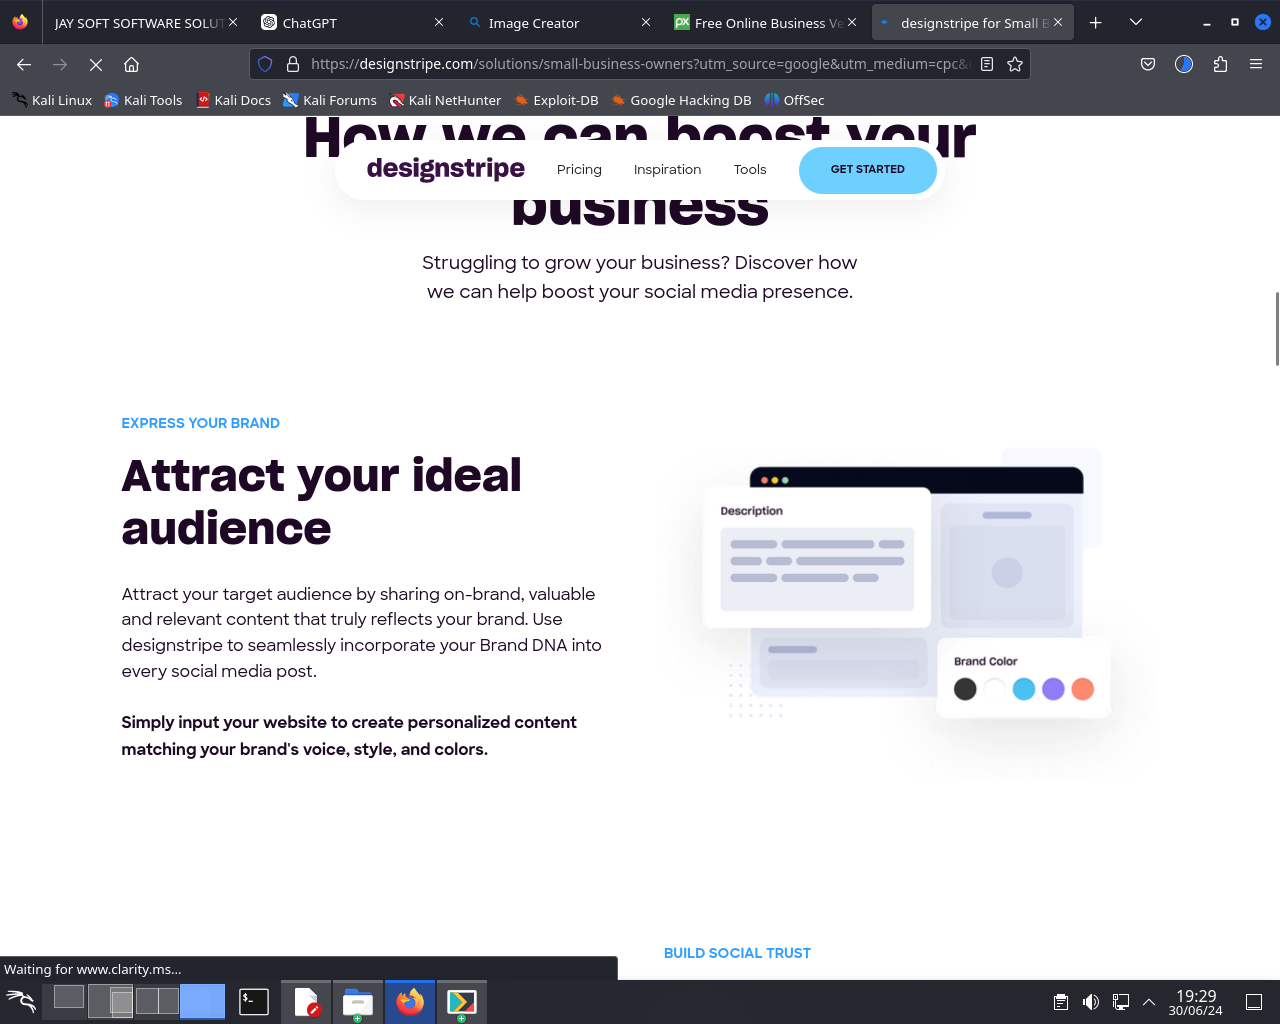 JAY SOFT SOFTWARE SOLUT
ChatGPT
Image Creator
Free Online Business Ve
designstripe for Small B
https://designstripe.com/solutions/small-business-owners?utm_source=google&utm_medium=cpc&
Kali Linux
Kali Tools
Kali Docs
Kali Forums
Kali NetHunter
Exploit-DB
Google Hacking DB
OffSec
How we can boost your
designstripe
Pricing
Inspiration
Tools
GET STARTED
business
Struggling to grow your business? Discover how
we can help boost your social media presence.
EXPRESS YOUR BRAND
Attract your ideal
audience
Attract your target audience by sharing on-brand, valuable
and relevant content that truly reflects your brand. Use
designstripe to seamlessly incorporate your Brand DNA into
every social media post.
Simply input your website to create personalized content
matching your brand's voice, style, and colors.
Description
Brand Color
BUILD SOCIAL TRUST
Waiting for www.clarity.ms...
19:29
30/06/24